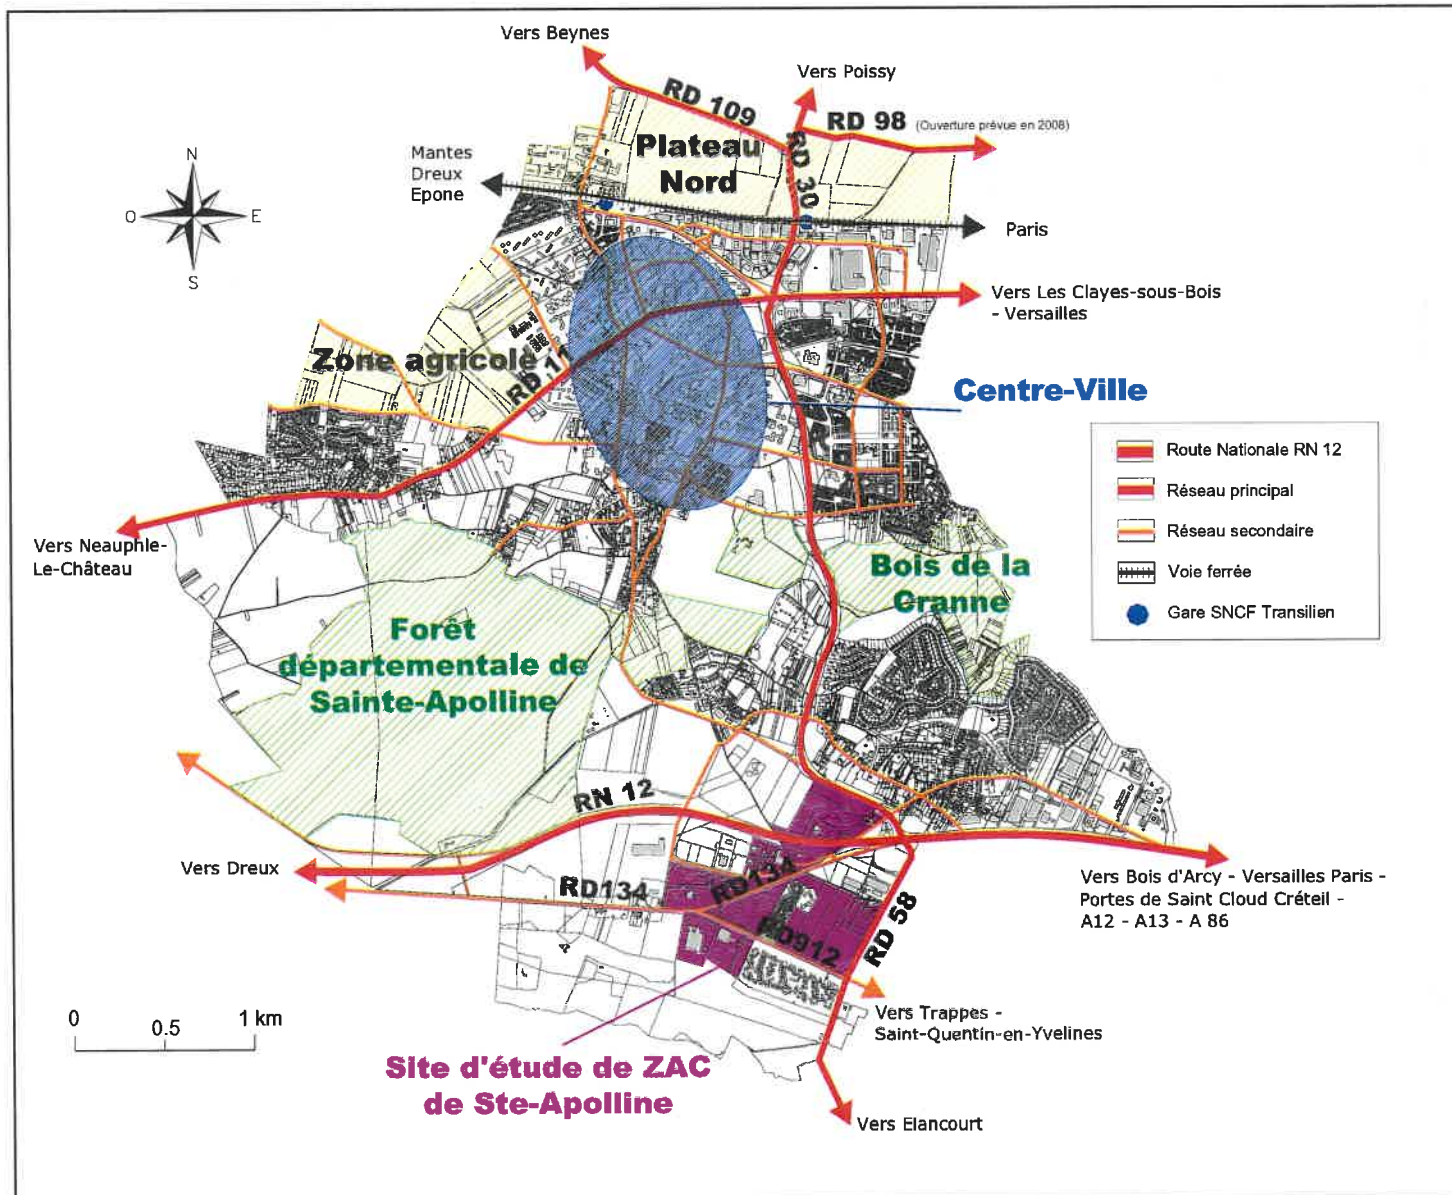 Vers Beynes
Vers Poissy
RD 109
RD 98 (Ouverture prévue en 2008)
RD 30
Plateau
Nord
Mantes
Dreux
Epone
N
O
E
S
Paris
Vers Les Clayes-sous-Bois
- Versailles
Zone agricole
RD 11
Centre-Ville
Route Nationale RN 12
Réseau principal
Réseau secondaire
Voie ferrée
Gare SNCF Transilien
Vers Neauphle-
Le-Château
Bois de la
Cranne
Forêt
départementale de
Sainte-Apolline
RN 12
Vers Dreux
RD134
RD134
RD 58
RD912
Vers Bois d'Arcy - Versailles Paris -
Portes de Saint Cloud Créteil -
A12 - A13 - A 86
Vers Trappes -
Saint-Quentin-en-Yvelines
0
0.5
1 km
Site d'étude de ZAC
de Ste-Apolline
Vers Elancourt